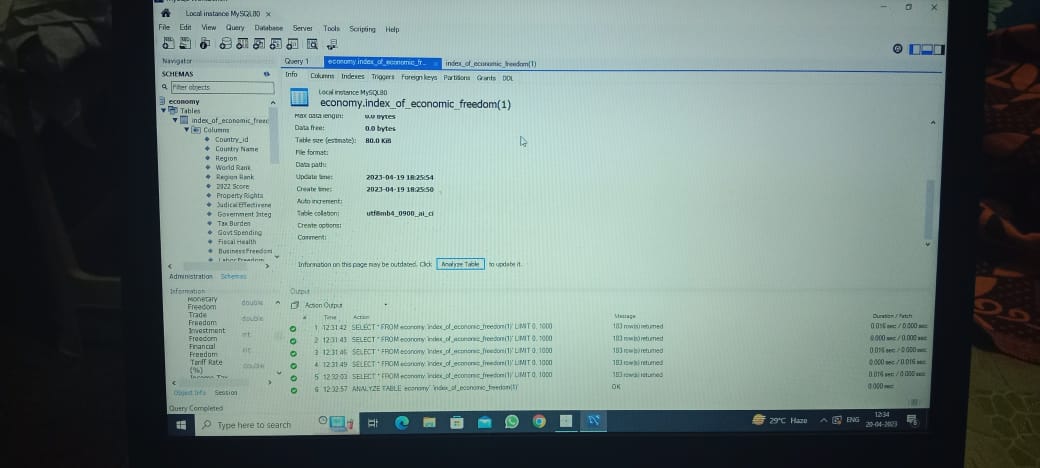 Local instance MySQL80 ×
File Edit View Query Database Server Tools Scripting Help
Navigator
SCHEMAS
Filter objects
economy
Tables
index_of_economic_freed
Columns
Country_id
Country Name
Region
World Rank
Region Rank
2022 Score
Property Rights
Judical Effectivene
Government Integ
Tax Burden
Govt Spending
Fiscal Health
Business Freedom
Labor Freedom
Administration Schemas
Information
Monetary double
Freedom
Trade double
Freedom
Investment int
Freedom
Financial int
Freedom
Tariff Rate double
(%)
Income Tax
Object Info Session
Query Completed
Query 1 economy.index_of_economic_fr... index_of_economic_freedom(1)
Info Columns Indexes Triggers Foreign keys Partitions Grants DDL
Local instance MySQL80
economy.index_of_economic_freedom(1)
Max data length: 0.0 bytes
Data free: 0.0 bytes
Table size (estimate): 80.0 KiB
File format:
Data path:
Update time: 2023-04-19 18:25:54
Create time: 2023-04-19 18:25:50
Auto increment:
Table collation: utf8mb4_0900_ai_ci
Create options:
Comment:
Information on this page may be outdated. Click Analyze Table to update it.
Output
Action Output
# Time Action Message Duration / Fetch
1 12:31:42 SELECT * FROM economy.`index_of_economic_freedom(1)` LIMIT 0, 1000 183 row(s) returned 0.016 sec / 0.000 sec
2 12:31:43 SELECT * FROM economy.`index_of_economic_freedom(1)` LIMIT 0, 1000 183 row(s) returned 0.000 sec / 0.000 sec
3 12:31:46 SELECT * FROM economy.`index_of_economic_freedom(1)` LIMIT 0, 1000 183 row(s) returned 0.016 sec / 0.000 sec
4 12:31:49 SELECT * FROM economy.`index_of_economic_freedom(1)` LIMIT 0, 1000 183 row(s) returned 0.000 sec / 0.016 sec
5 12:32:03 SELECT * FROM economy.`index_of_economic_freedom(1)` LIMIT 0, 1000 183 row(s) returned 0.016 sec / 0.000 sec
6 12:32:57 ANALYZE TABLE `economy`.`index_of_economic_freedom(1)` OK 0.000 sec
Type here to search
29°C Haze ENG
12:34
20-04-2023